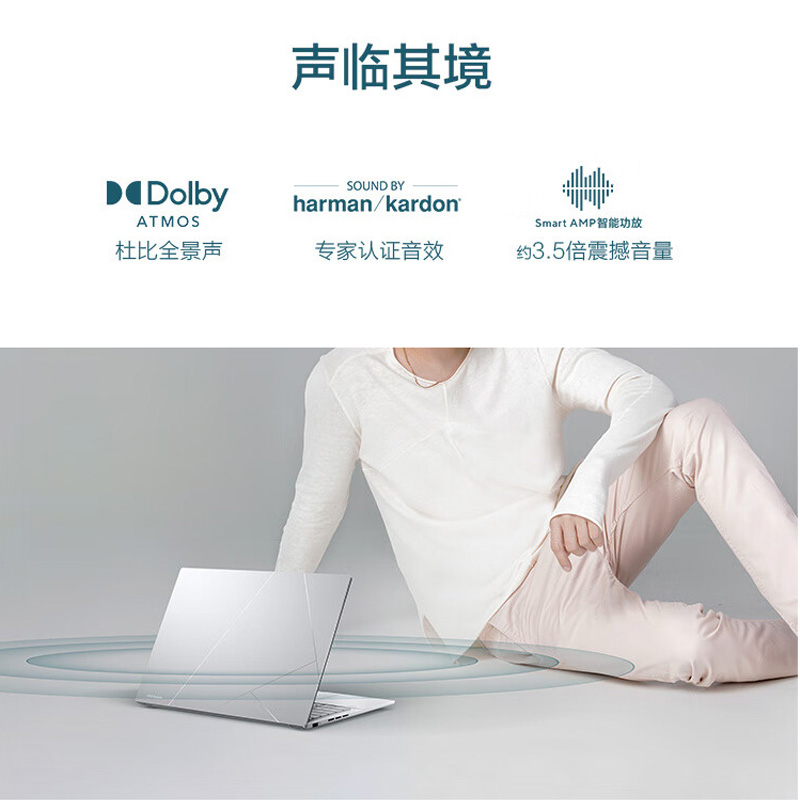 声临其境
Dolby
ATMOS
杜比全景声
SOUND BY
harman/kardon
专家认证音效
Smart AMP智能功放
约3.5倍震撼音量